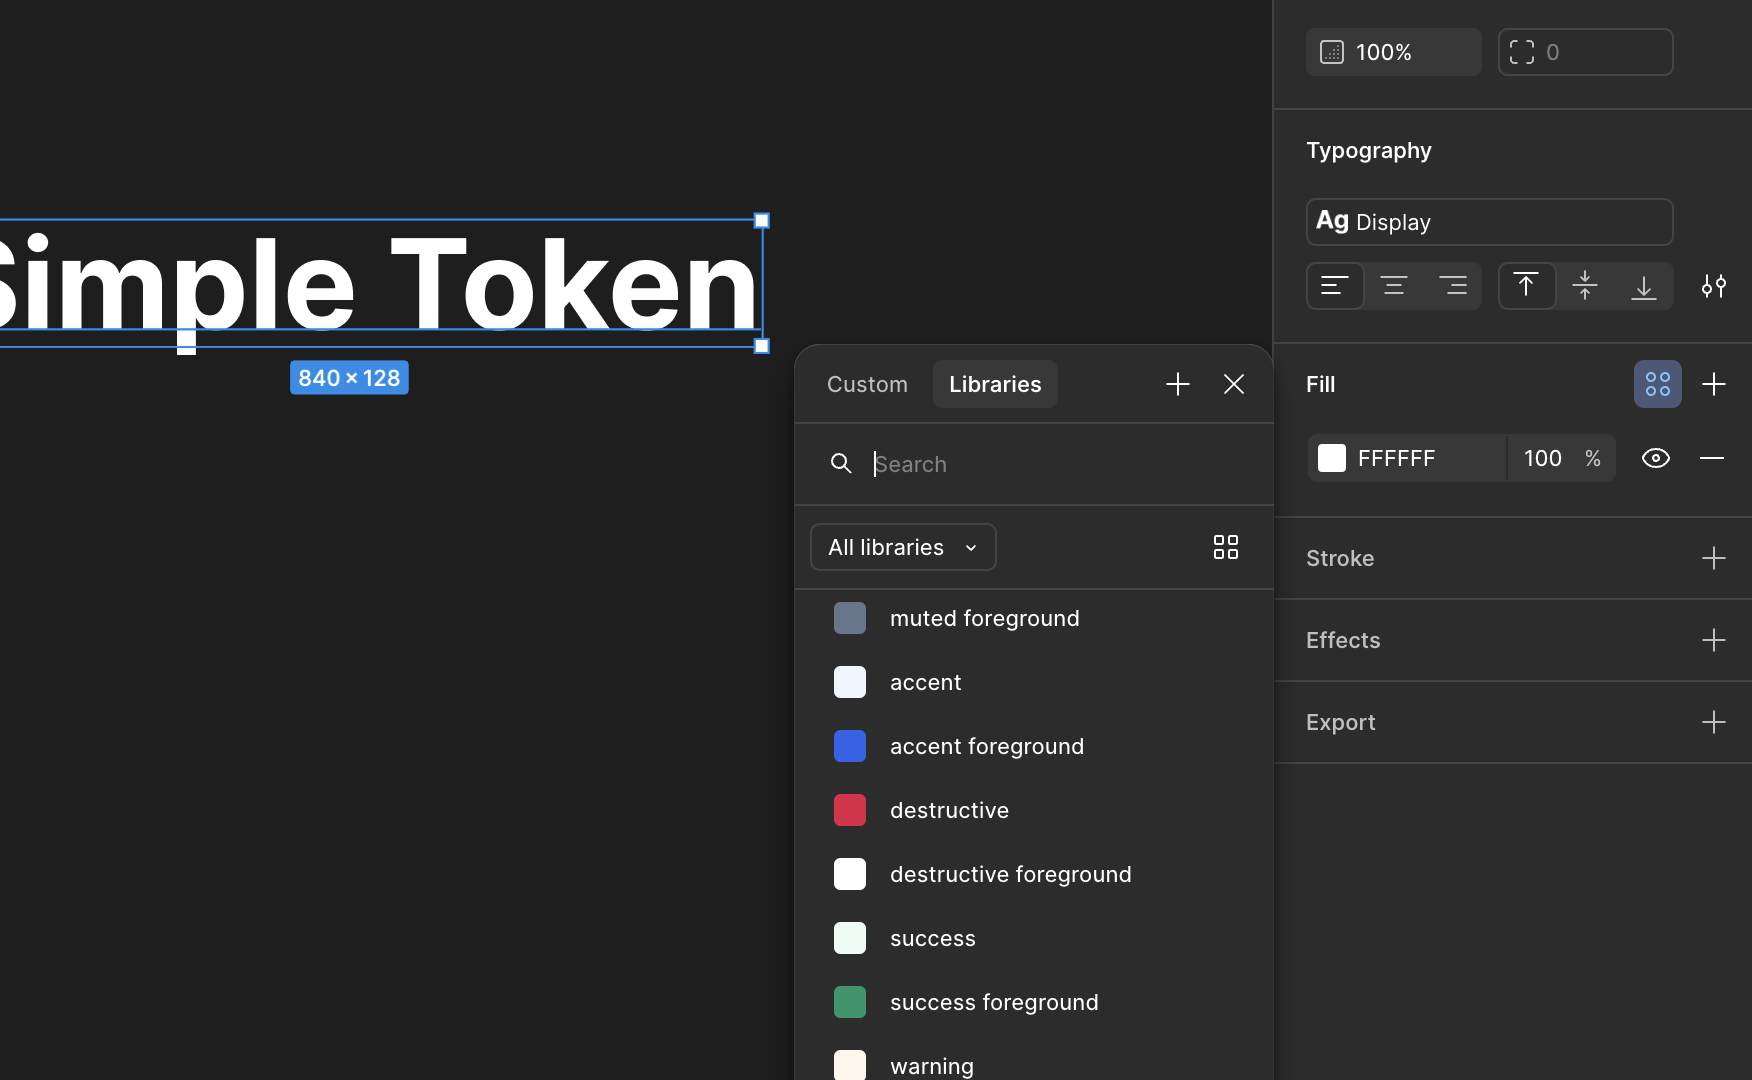 100%
0
Typography
Ag Display
Simple Token
840 × 128
Custom
Libraries
Fill
Search
FFFFFF
100
%
All libraries
Stroke
muted foreground
Effects
accent
Export
accent foreground
destructive
destructive foreground
success
success foreground
warning